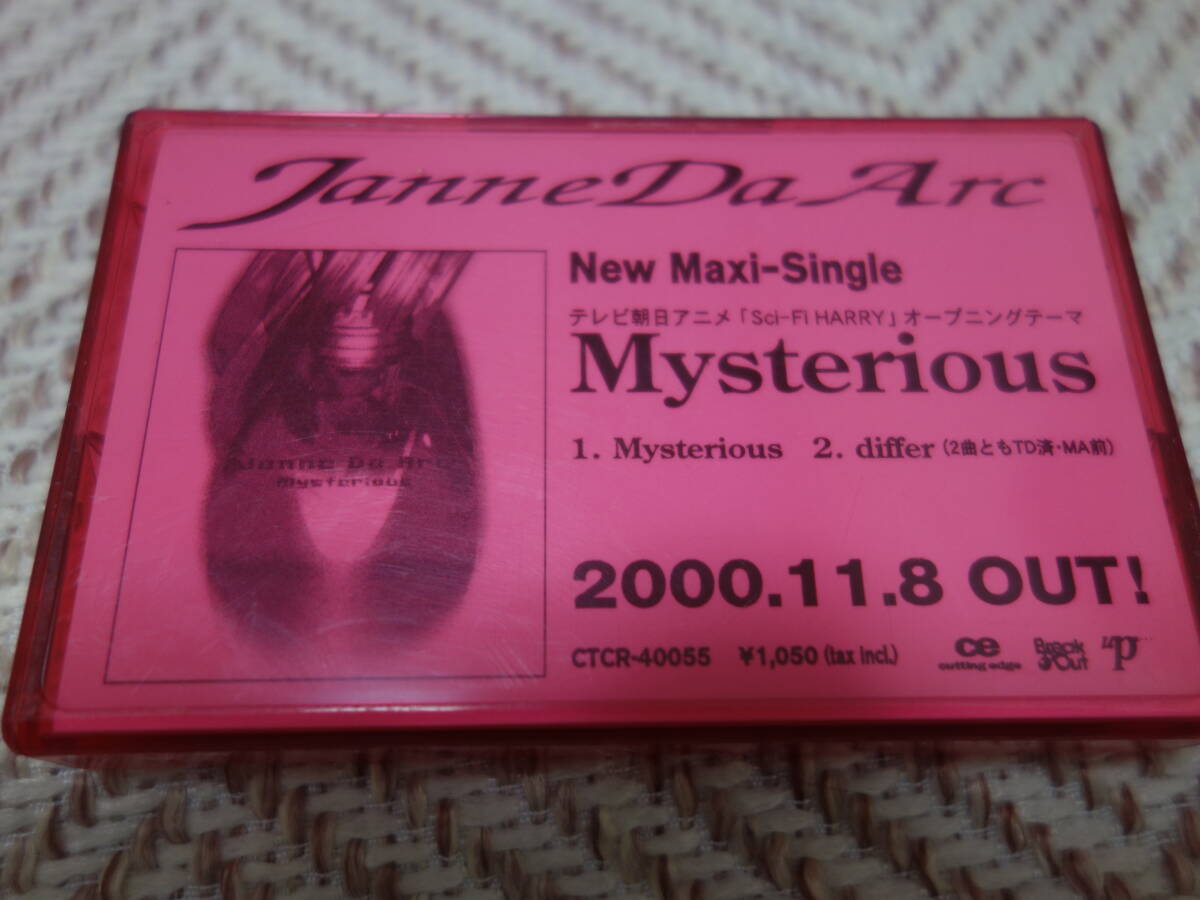 Janne Da Arc
New Maxi-Single
テレビ朝日アニメ「Sci-Fi HARRY」オープニングテーマ
Mysterious
1. Mysterious 2. differ (2曲ともTD済・MA前)
Janne Da Arc
Mysterious
2000.11.8 OUT!
CTCR-40055 ¥1,050 (tax incl.)
ce
cutting edge
Break Out
"P"